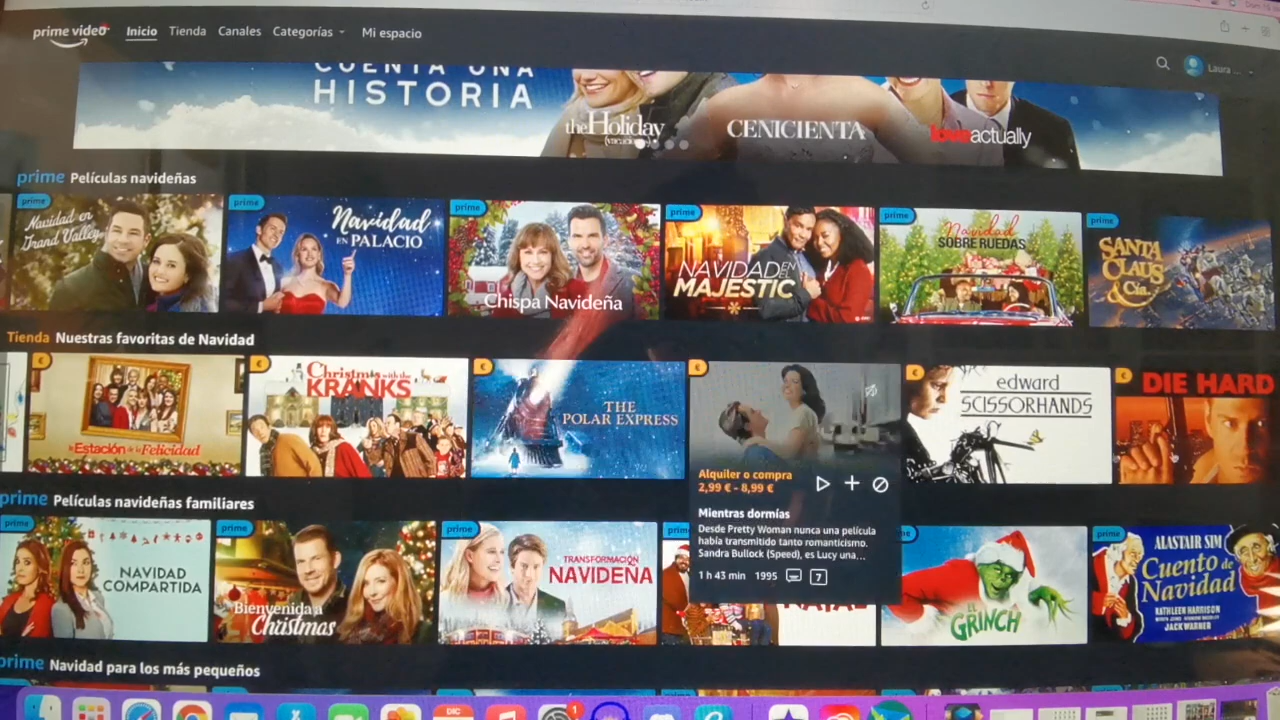 prime video Inicio Tienda Canales Categorías Mi espacio
Laura ...
CUENTA UNA
HISTORIA
the Holiday
CENICIENTA
love actually
prime Películas navideñas
prime
Navidad en
Grand Valley
prime
Navidad
EN PALACIO
prime
Chispa Navideña
prime
NAVIDAD EN EL
MAJESTIC
prime
Navidad
SOBRE RUEDAS
prime
SANTA
CLAUS
& Cía.
Tienda Nuestras favoritas de Navidad
€
la Estación de la Felicidad
€
Christmas with the
KRANKS
€
THE
POLAR EXPRESS
€
Alquiler o compra
2,99 € - 8,99 €
Mientras dormías
Desde Pretty Woman nunca una película
había transmitido tanto romanticismo.
Sandra Bullock (Speed), es Lucy una...
1 h 43 min 1995 7
€
edward
SCISSORHANDS
€
DIE HARD
prime Películas navideñas familiares
prime
NAVIDAD
COMPARTIDA
prime
Bienvenida a
Christmas
prime
TRANSFORMACIÓN
NAVIDEÑA
prime
EL
GRINCH
prime
ALASTAIR SIM
Cuento de
Navidad
KATHLEEN HARRISON
JACK WARNER
prime Navidad para los más pequeños
DIC
1